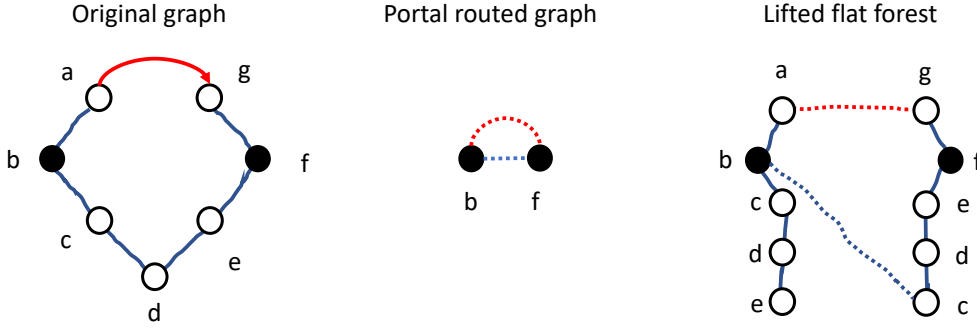 Original graph
Portal routed graph
Lifted flat forest
a
g
b
f
c
e
d
b
f
a
g
b
f
c
e
d
d
e
c